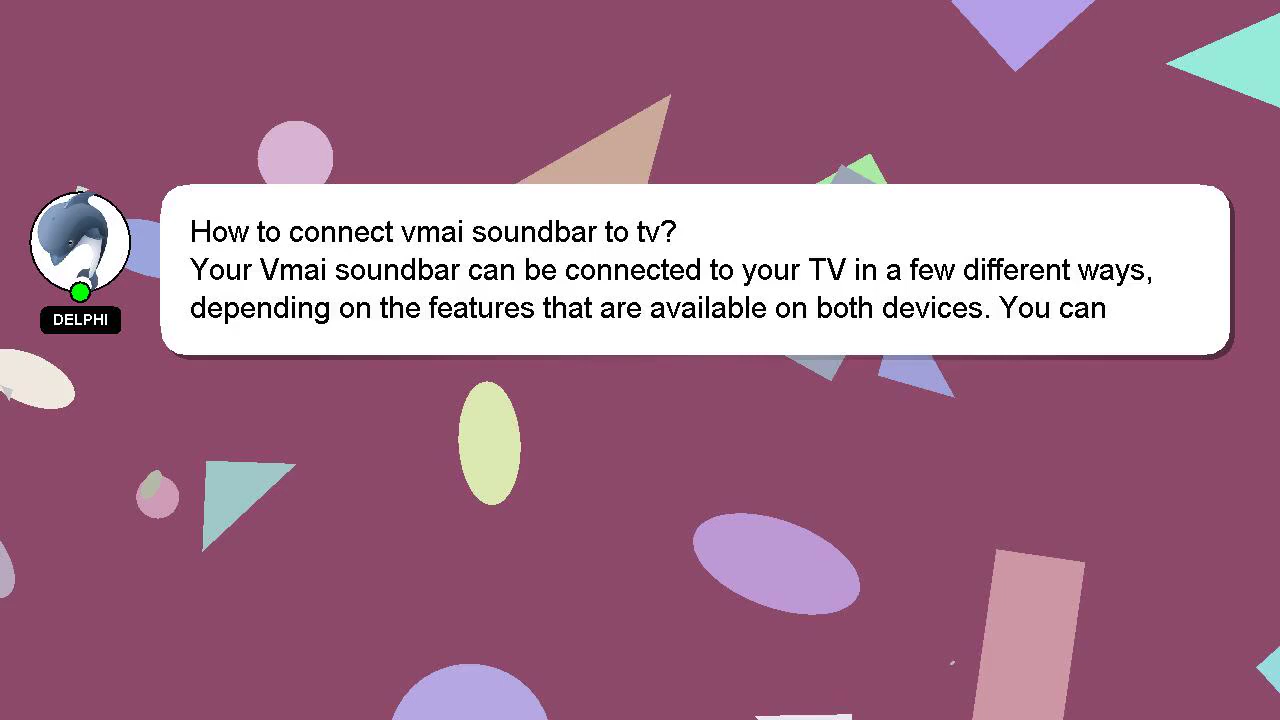 How to connect vmai soundbar to tv?
Your Vmai soundbar can be connected to your TV in a few different ways,
depending on the features that are available on both devices. You can
DELPHI